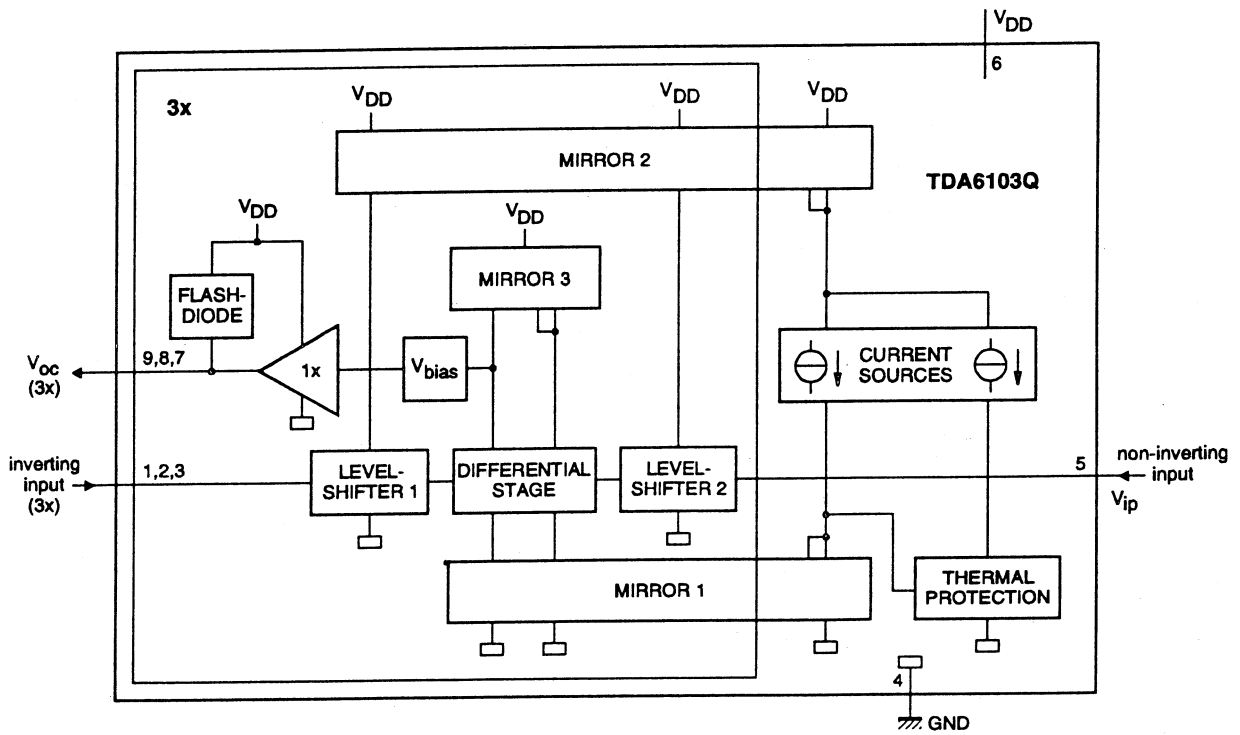 VDD
6
3x
VDD
VDD
VDD
MIRROR 2
TDA6103Q
VDD
VDD
MIRROR 3
FLASH-
DIODE
1x
Vbias
CURRENT
SOURCES
Voc
(3x)
9,8,7
inverting
input
(3x)
1,2,3
LEVEL-
SHIFTER 1
DIFFERENTIAL
STAGE
LEVEL-
SHIFTER 2
5
non-inverting
input
Vip
MIRROR 1
THERMAL
PROTECTION
4
GND